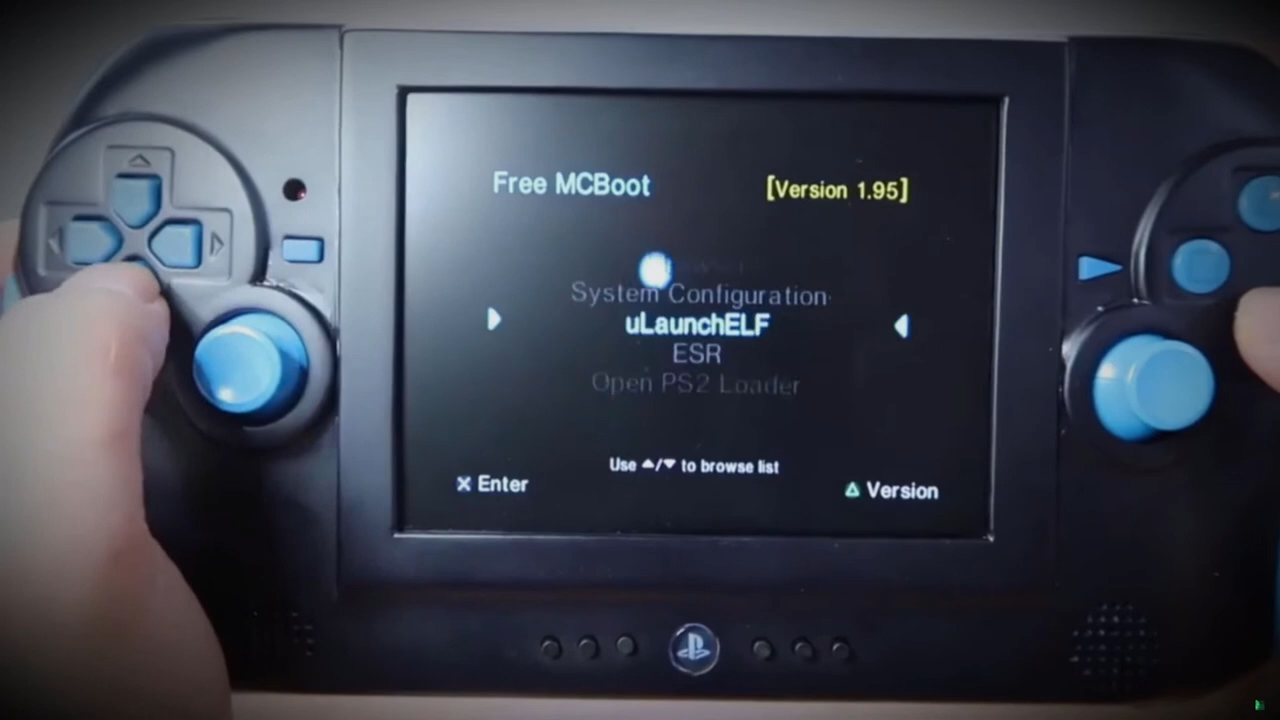 Free MCBoot
[Version 1.95]
System Configuration
uLaunchELF
ESR
Open PS2 Loader
Use ▲/▼ to browse list
X Enter
△ Version